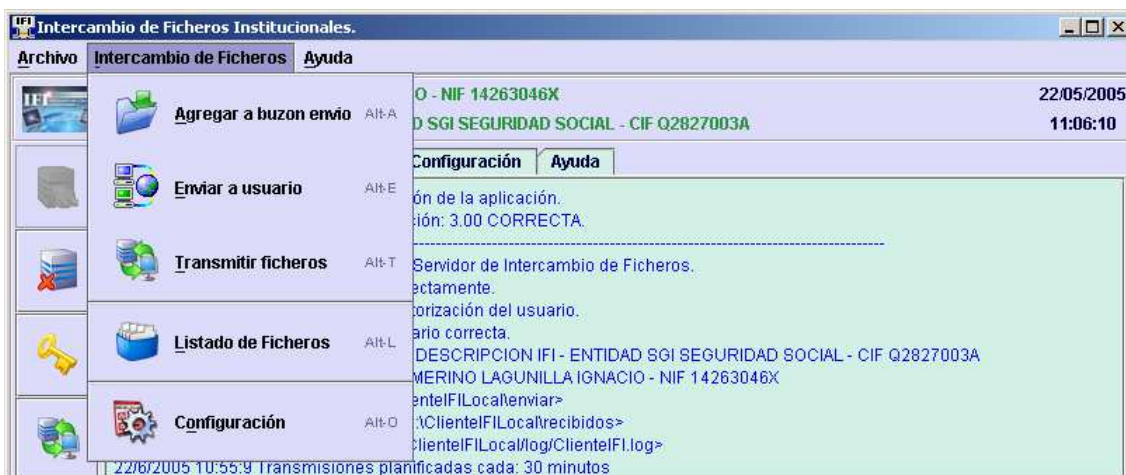 Intercambio de Ficheros Institucionales.
Archivo Intercambio de Ficheros Ayuda
IFI
O - NIF 14263046X 22/05/2005
D SGI SEGURIDAD SOCIAL - CIF Q2827003A 11:06:10
Agregar a buzon envio Alt-A
Enviar a usuario Alt-E
Transmitir ficheros Alt-T
Listado de Ficheros Alt-L
Configuración Alt-O
Configuración Ayuda
ón de la aplicación.
ión: 3.00 CORRECTA.
Servidor de Intercambio de Ficheros.
ectamente.
orización del usuario.
ario correcta.
DESCRIPCION IFI - ENTIDAD SGI SEGURIDAD SOCIAL - CIF Q2827003A
MERINO LAGUNILLA IGNACIO - NIF 14263046X
enteIFILocal\enviar>
:\ClienteIFILocal\recibidos>
ClienteIFILocal/log/ClienteIFI.log>
22/6/2005 10:55:9 Transmisiones planificadas cada: 30 minutos